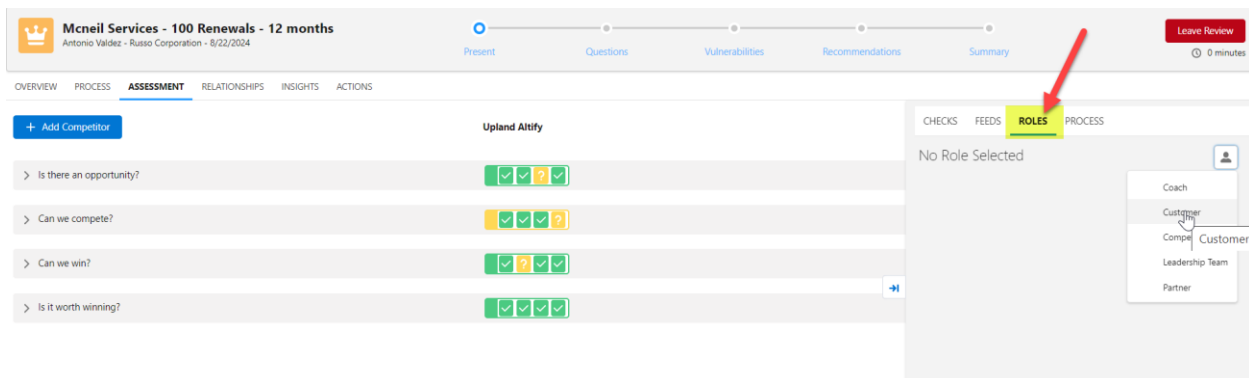 Mcneil Services - 100 Renewals - 12 months
Antonio Valdez - Russo Corporation - 8/22/2024
Present
Questions
Vulnerabilities
Recommendations
Summary
Leave Review
0 minutes
OVERVIEW PROCESS ASSESSMENT RELATIONSHIPS INSIGHTS ACTIONS
+ Add Competitor
Upland Altify
> Is there an opportunity?
?
> Can we compete?
?
> Can we win?
?
> Is it worth winning?
CHECKS FEEDS ROLES PROCESS
No Role Selected
Coach
Customer
Compe
Customer
Leadership Team
Partner